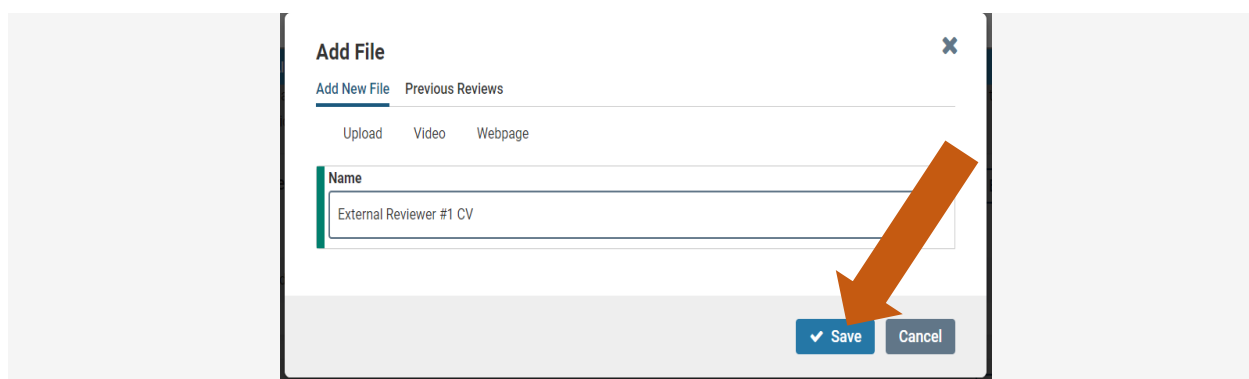 Add File
Add New File Previous Reviews
Upload Video Webpage
Name
External Reviewer #1 CV
Save Cancel